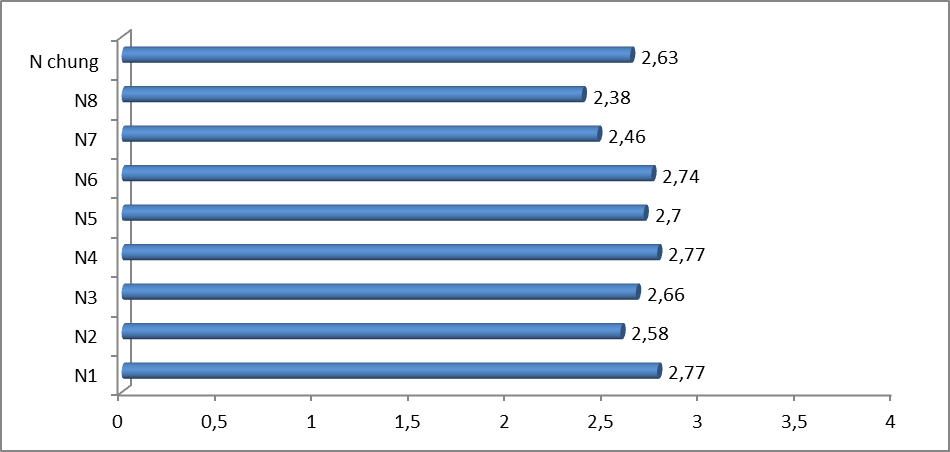 N chung 2,63
N8 2,38
N7 2,46
N6 2,74
N5 2,7
N4 2,77
N3 2,66
N2 2,58
N1 2,77
0 0,5 1 1,5 2 2,5 3 3,5 4